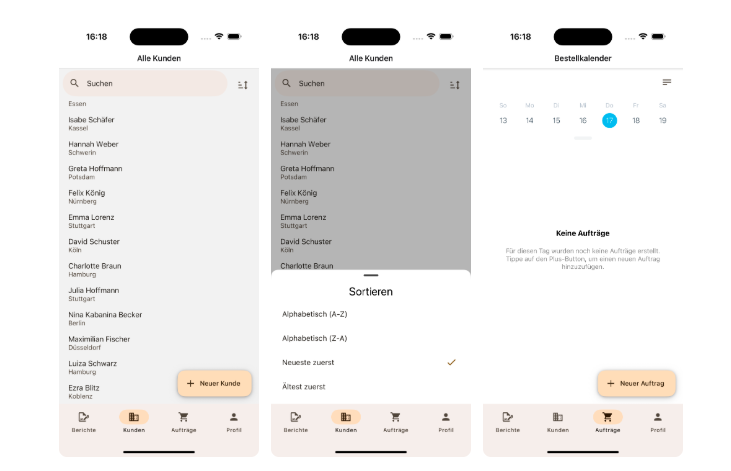 16:18
Alle Kunden
Suchen
Essen
Isabe Schäfer
Kassel
Hannah Weber
Schwerin
Greta Hoffmann
Potsdam
Felix König
Nürnberg
Emma Lorenz
Stuttgart
David Schuster
Köln
Charlotte Braun
Hamburg
Julia Hoffmann
Stuttgart
Nina Kabanina Becker
Berlin
Maximilian Fischer
Düsseldorf
Luiza Schwarz
Hamburg
Ezra Blitz
Koblenz
+ Neuer Kunde
Berichte Kunden Aufträge Profil
16:18
Alle Kunden
Suchen
Essen
Isabe Schäfer
Kassel
Hannah Weber
Schwerin
Greta Hoffmann
Potsdam
Felix König
Nürnberg
Emma Lorenz
Stuttgart
David Schuster
Köln
Charlotte Braun
Sortieren
Alphabetisch (A-Z)
Alphabetisch (Z-A)
Neueste zuerst
Ältest zuerst
Berichte Kunden Aufträge Profil
16:18
Bestellkalender
So Mo Di Mi Do Fr Sa
13 14 15 16 17 18 19
Keine Aufträge
Für diesen Tag wurden noch keine Aufträge erstellt.
Tippe auf den Plus-Button, um einen neuen Auftrag
hinzuzufügen.
+ Neuer Auftrag
Berichte Kunden Aufträge Profil